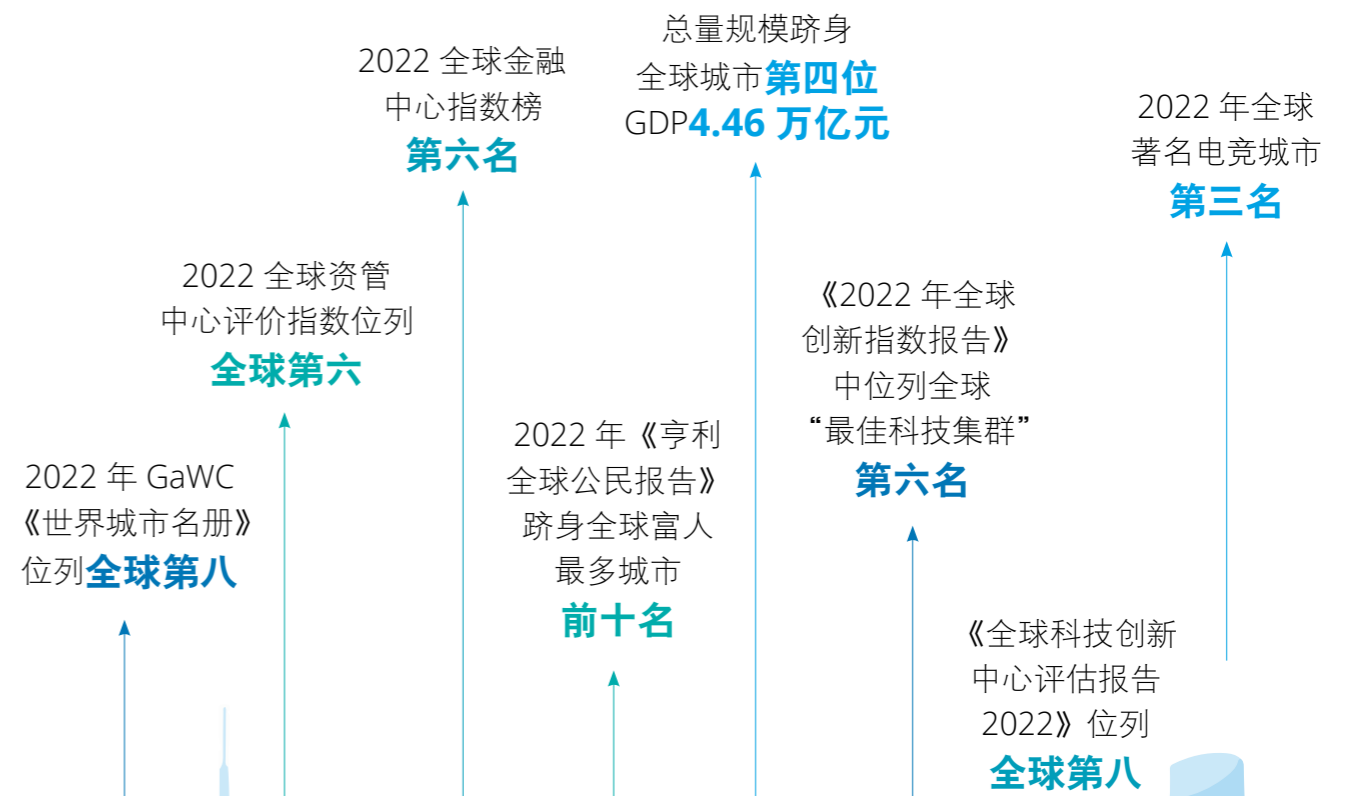 总量规模跻身
全球城市第四位
GDP4.46 万亿元
2022 全球金融
中心指数榜
第六名
2022 年全球
著名电竞城市
第三名
2022 全球资管
中心评价指数位列
全球第六
《2022 年全球
创新指数报告》
中位列全球
“最佳科技集群”
第六名
2022 年《亨利
全球公民报告》
跻身全球富人
最多城市
前十名
2022 年 GaWC
《世界城市名册》
位列全球第八
《全球科技创新
中心评估报告
2022》位列
全球第八